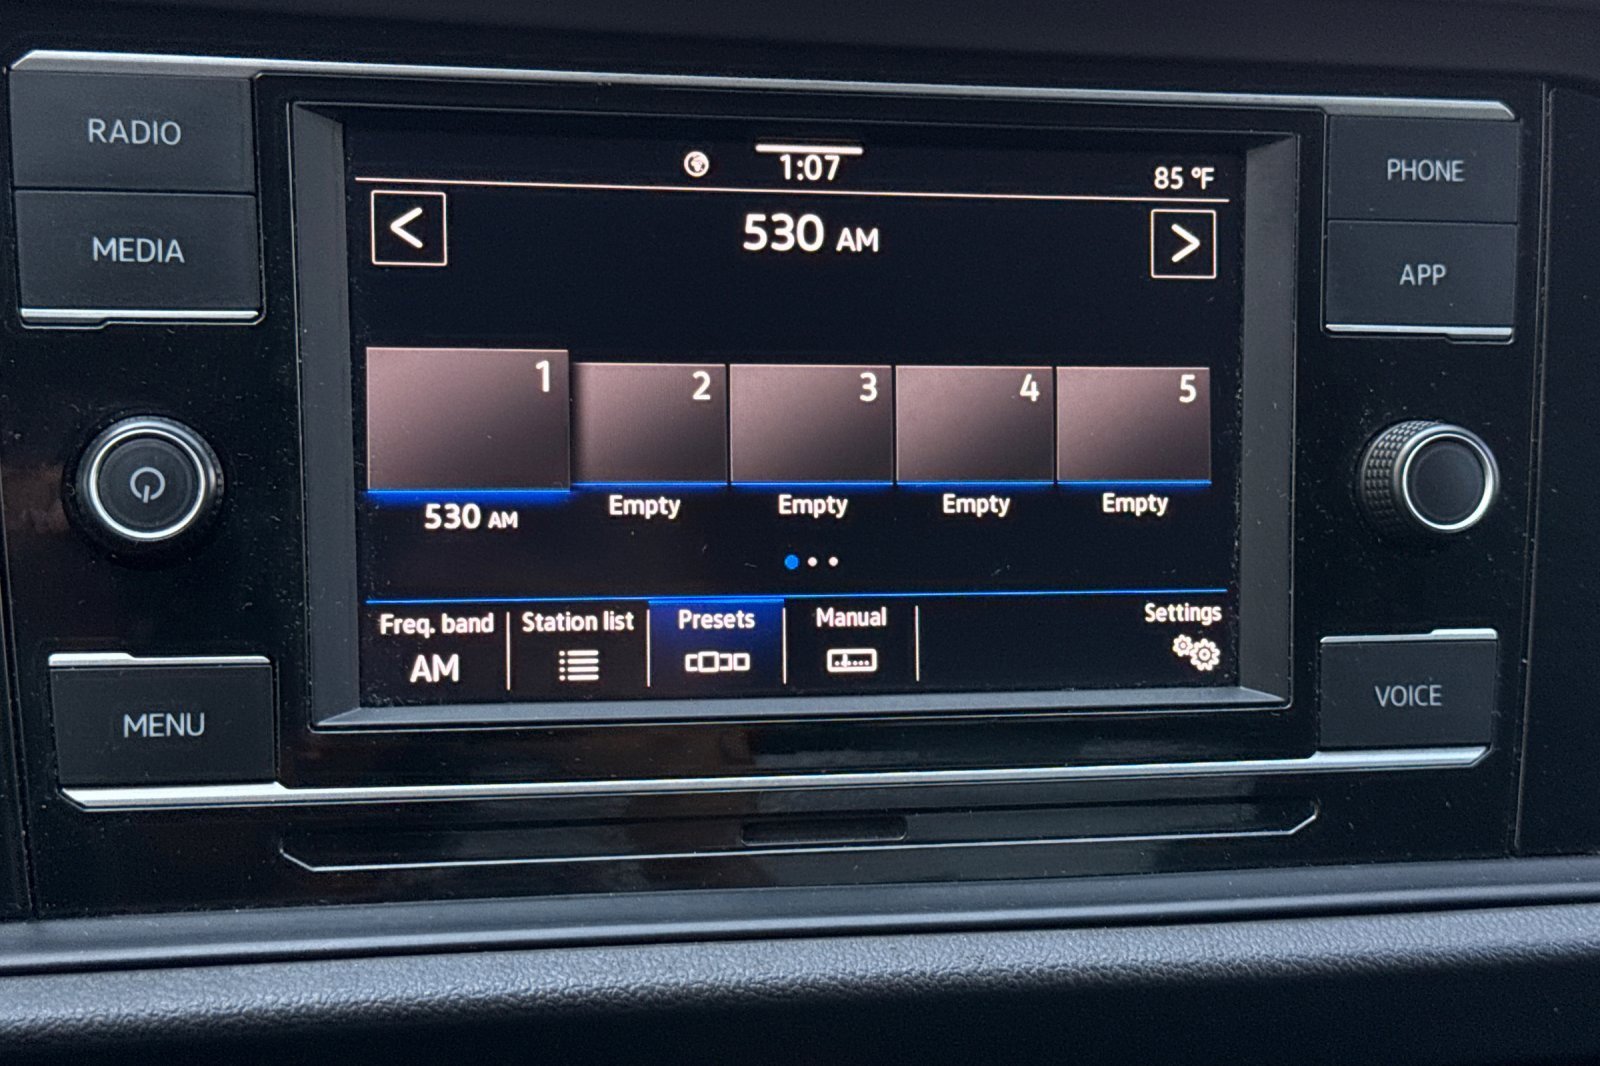 RADIO
MEDIA
MENU
1:07
85 °F
<
530 AM
>
1
2
3
4
5
530 AM
Empty
Empty
Empty
Empty
Freq. band
AM
Station list
Presets
Manual
Settings
PHONE
APP
VOICE